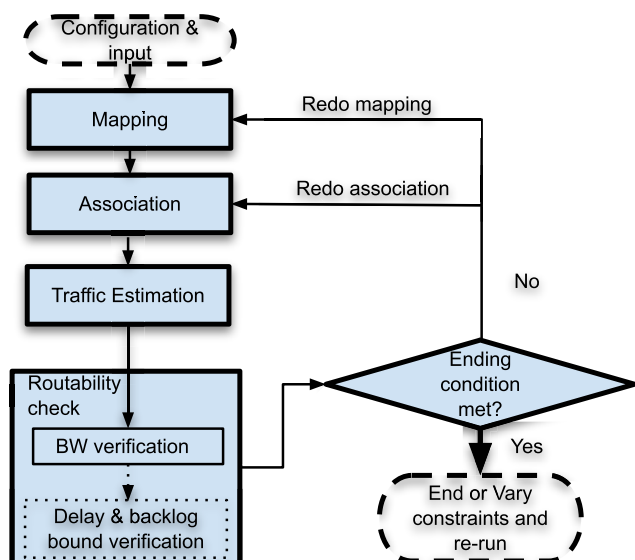 Configuration &
input
Mapping
Redo mapping
Association
Redo association
Traffic Estimation
No
Routability
check
BW verification
Delay & backlog
bound verification
Ending
condition
met?
Yes
End or Vary
constraints and
re-run